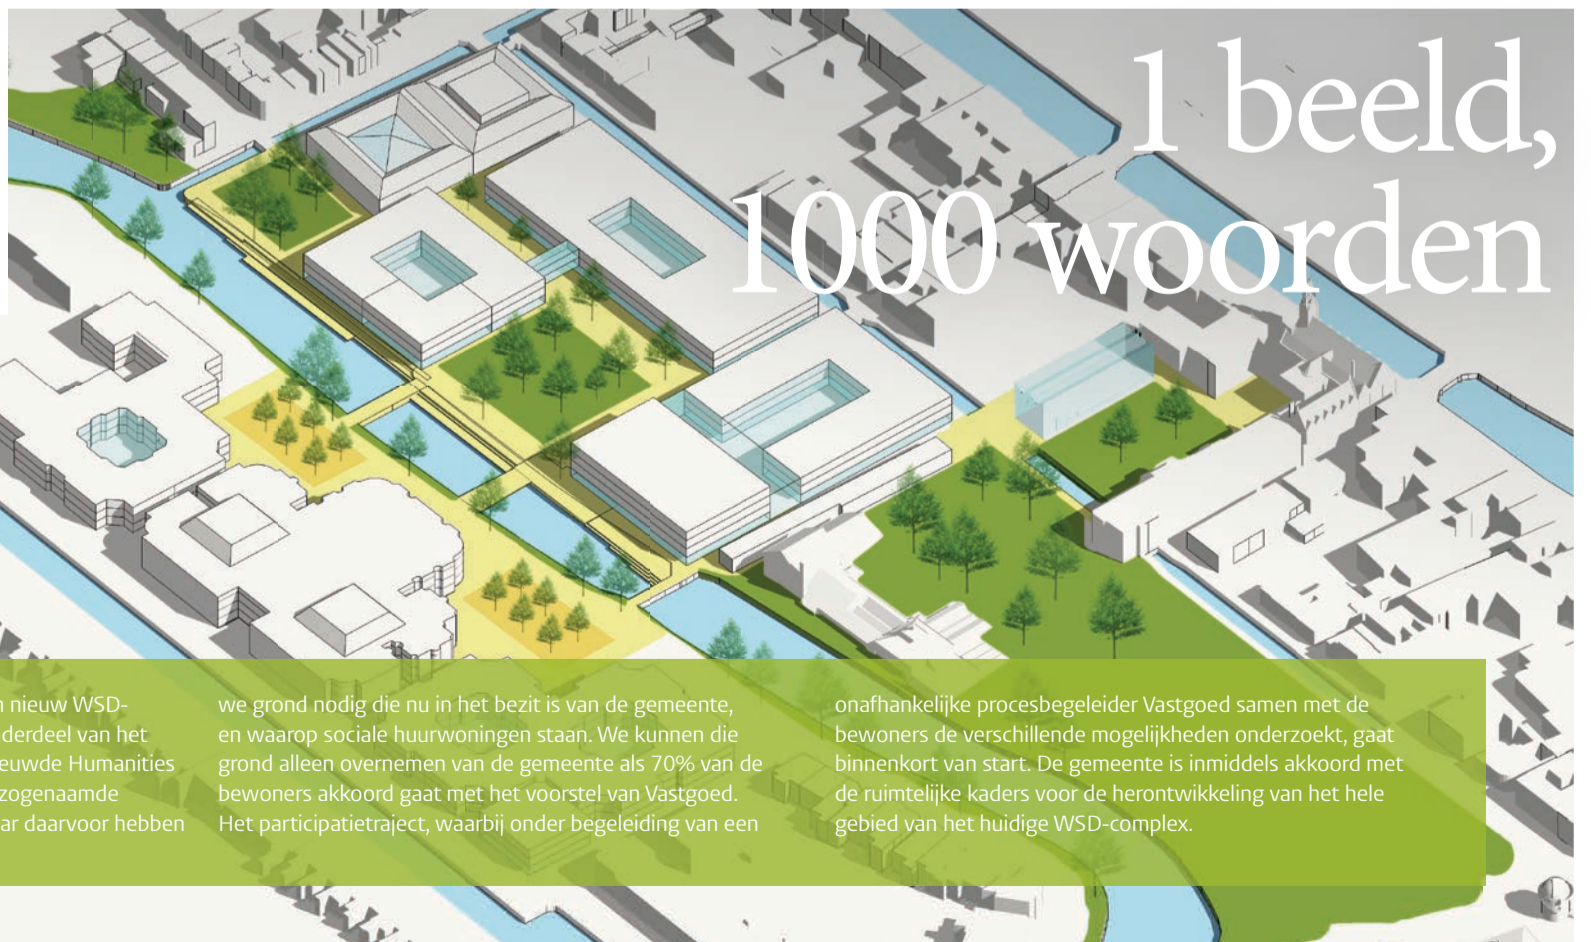 1 beeld,
1000 woorden
n nieuw WSD-
derdeel van het
euwde Humanities
zogenaamde
ar daarvoor hebben
we grond nodig die nu in het bezit is van de gemeente,
en waarop sociale huurwoningen staan. We kunnen die
grond alleen overnemen van de gemeente als 70% van de
bewoners akkoord gaat met het voorstel van Vastgoed.
Het participatietraject, waarbij onder begeleiding van een
onafhankelijke procesbegeleider Vastgoed samen met de
bewoners de verschillende mogelijkheden onderzoekt, gaat
binnenkort van start. De gemeente is inmiddels akkoord met
de ruimtelijke kaders voor de herontwikkeling van het hele
gebied van het huidige WSD-complex.